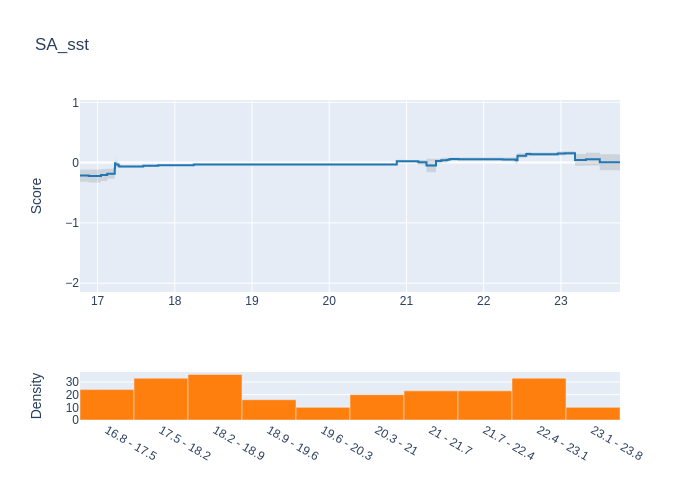 SA_sst
Score
1
0
−1
−2
17 18 19 20 21 22 23
Density
30
20
10
0
16.8 - 17.5
17.5 - 18.2
18.2 - 18.9
18.9 - 19.6
19.6 - 20.3
20.3 - 21
21 - 21.7
21.7 - 22.4
22.4 - 23.1
23.1 - 23.8